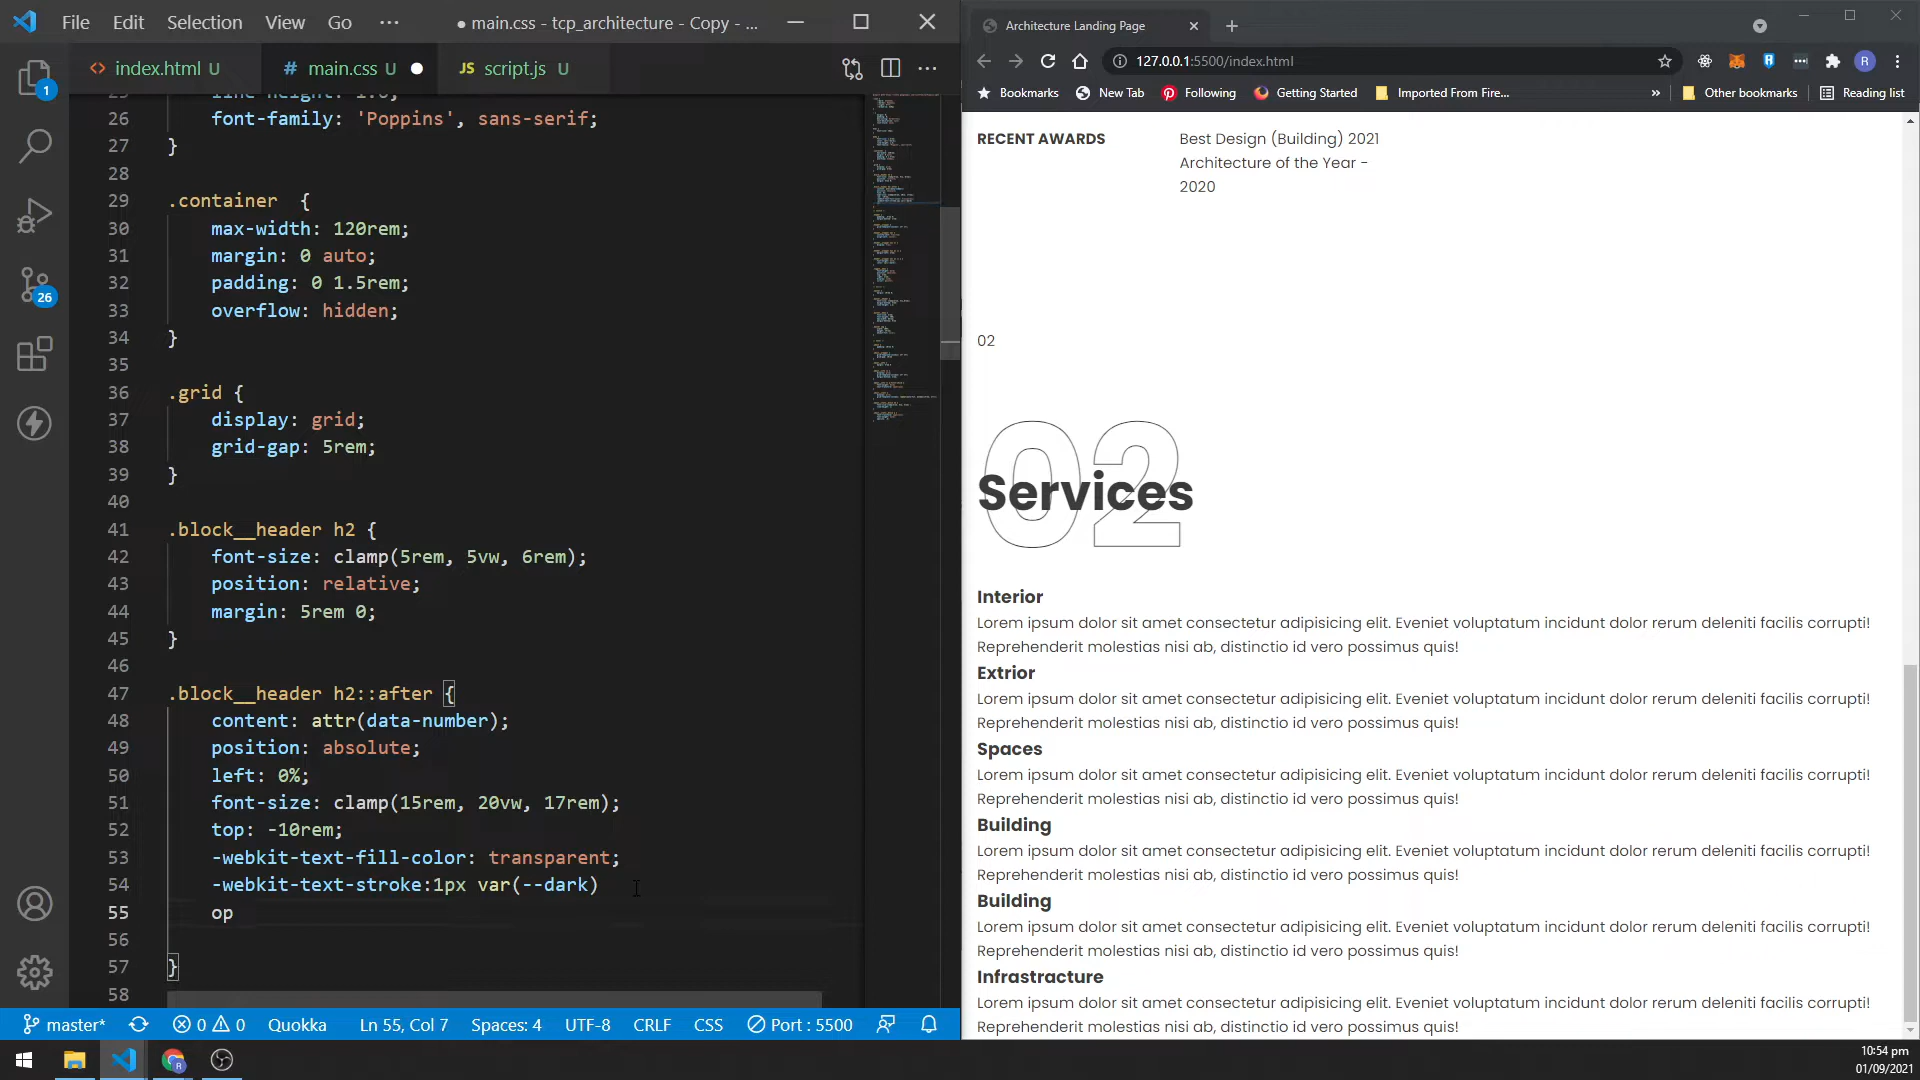 File Edit Selection View Go ···
● main.css - tcp_architecture - Copy - ...
<> index.html U
# main.css U ●
JS script.js U
26 font-family: 'Poppins', sans-serif;
27 }
28
29 .container  {
30 max-width: 120rem;
31 margin: 0 auto;
32 padding: 0 1.5rem;
33 overflow: hidden;
34 }
35
36 .grid {
37 display: grid;
38 grid-gap: 5rem;
39 }
40
41 .block__header h2 {
42 font-size: clamp(5rem, 5vw, 6rem);
43 position: relative;
44 margin: 5rem 0;
45 }
46
47 .block__header h2::after {
48 content: attr(data-number);
49 position: absolute;
50 left: 0%;
51 font-size: clamp(15rem, 20vw, 17rem);
52 top: -10rem;
53 -webkit-text-fill-color: transparent;
54 -webkit-text-stroke:1px var(--dark)
55 op
56
57 }
58
1
26
master* 0 0 Quokka Ln 55, Col 7 Spaces: 4 UTF-8 CRLF CSS Port : 5500
Architecture Landing Page
127.0.0.1:5500/index.html
R
Bookmarks New Tab Following Getting Started Imported From Fire... » Other bookmarks Reading list
RECENT AWARDS
Best Design (Building) 2021
Architecture of the Year -
2020
02
02
Services
Interior
Lorem ipsum dolor sit amet consectetur adipisicing elit. Eveniet voluptatum incidunt dolor rerum deleniti facilis corrupti!
Reprehenderit molestias nisi ab, distinctio id vero possimus quis!
Extrior
Lorem ipsum dolor sit amet consectetur adipisicing elit. Eveniet voluptatum incidunt dolor rerum deleniti facilis corrupti!
Reprehenderit molestias nisi ab, distinctio id vero possimus quis!
Spaces
Lorem ipsum dolor sit amet consectetur adipisicing elit. Eveniet voluptatum incidunt dolor rerum deleniti facilis corrupti!
Reprehenderit molestias nisi ab, distinctio id vero possimus quis!
Building
Lorem ipsum dolor sit amet consectetur adipisicing elit. Eveniet voluptatum incidunt dolor rerum deleniti facilis corrupti!
Reprehenderit molestias nisi ab, distinctio id vero possimus quis!
Building
Lorem ipsum dolor sit amet consectetur adipisicing elit. Eveniet voluptatum incidunt dolor rerum deleniti facilis corrupti!
Reprehenderit molestias nisi ab, distinctio id vero possimus quis!
Infrastracture
Lorem ipsum dolor sit amet consectetur adipisicing elit. Eveniet voluptatum incidunt dolor rerum deleniti facilis corrupti!
Reprehenderit molestias nisi ab, distinctio id vero possimus quis!
10:54 pm
01/09/2021